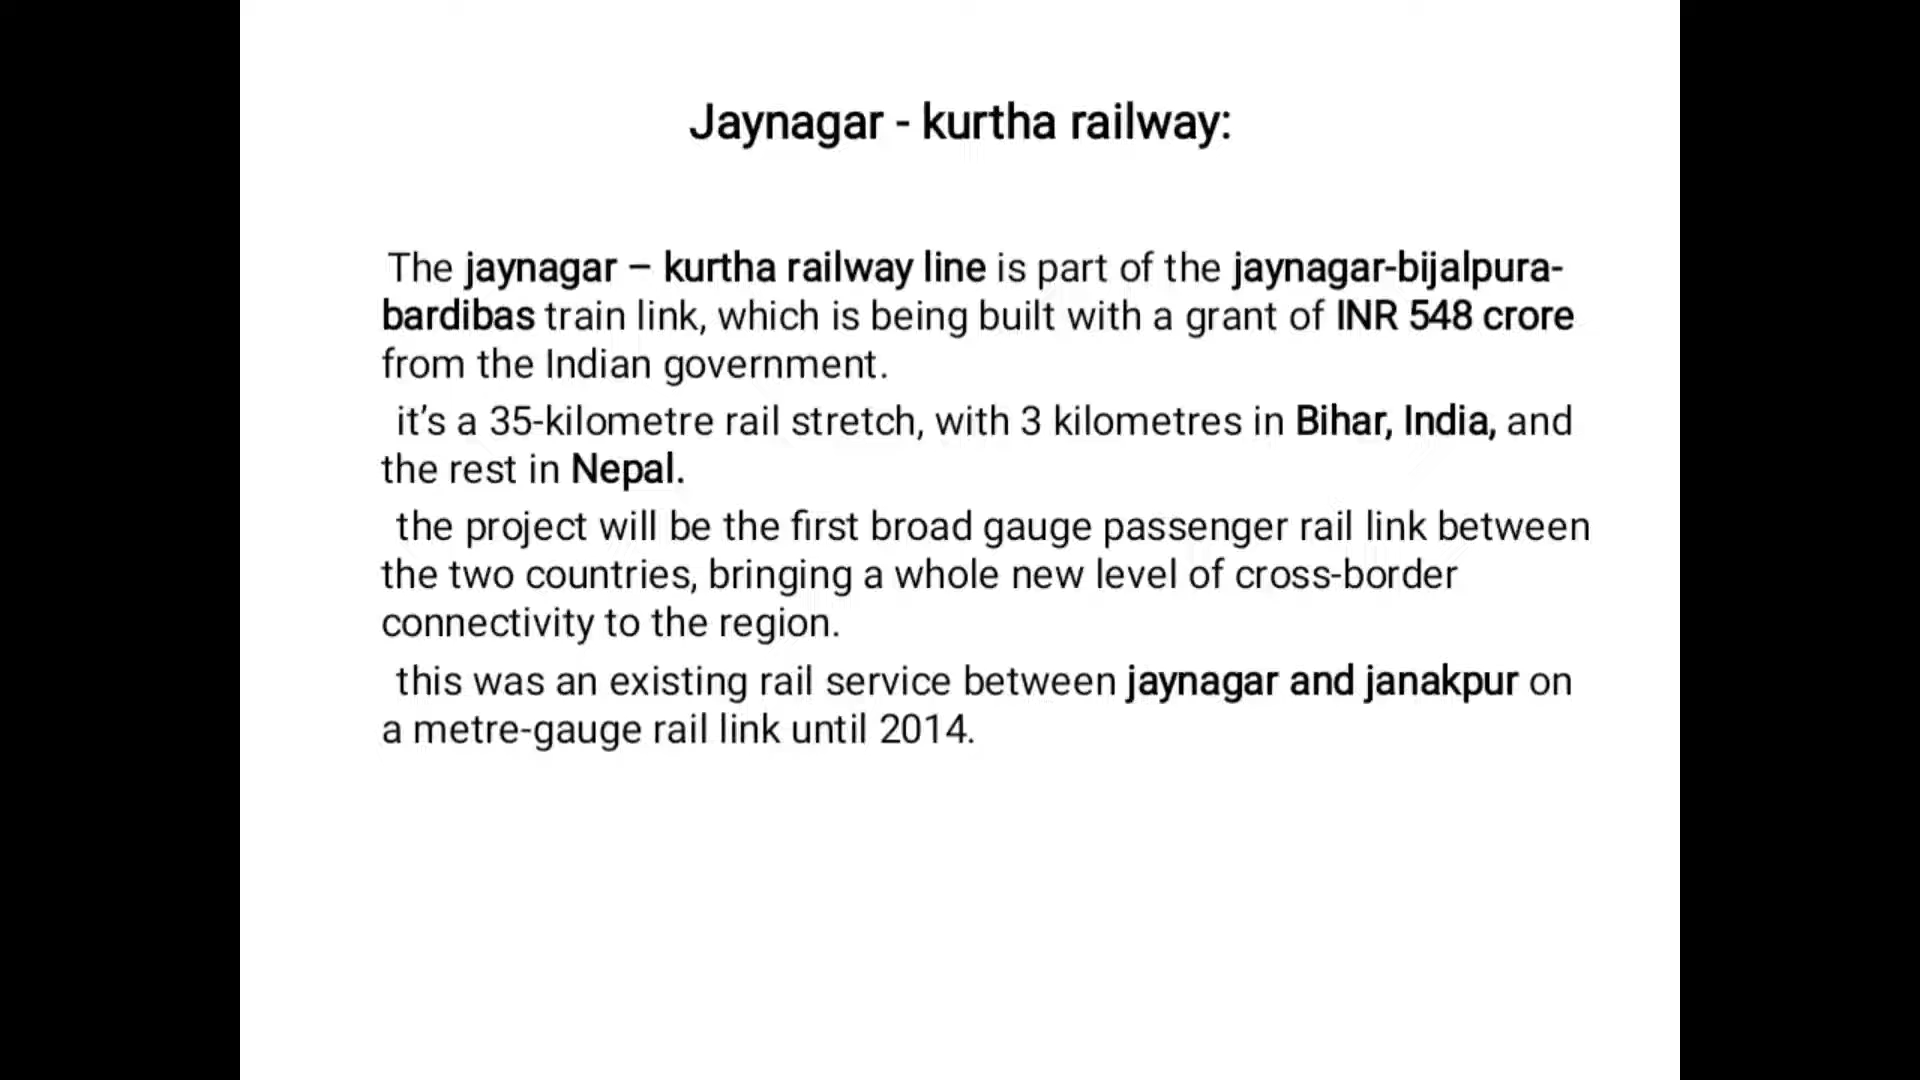 Jaynagar - kurtha railway:
The jaynagar – kurtha railway line is part of the jaynagar-bijalpura-
bardibas train link, which is being built with a grant of INR 548 crore
from the Indian government.
it’s a 35-kilometre rail stretch, with 3 kilometres in Bihar, India, and
the rest in Nepal.
the project will be the first broad gauge passenger rail link between
the two countries, bringing a whole new level of cross-border
connectivity to the region.
this was an existing rail service between jaynagar and janakpur on
a metre-gauge rail link until 2014.